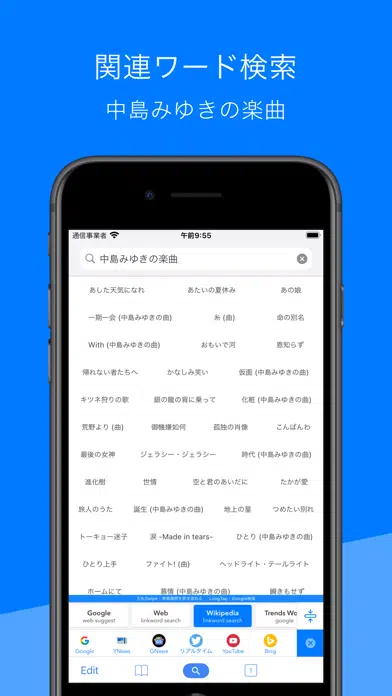 関連ワード検索
中島みゆきの楽曲
通信事業者 午前9:55
中島みゆきの楽曲
あした天気になれ あたいの夏休み あの娘
一期一会 (中島みゆきの曲) 糸 (曲) 命の別名
With (中島みゆきの曲) おもいで河 恩知らず
帰れない者たちへ かなしみ笑い 仮面 (中島みゆきの曲)
キツネ狩りの歌 銀の龍の背に乗って 化粧 (中島みゆきの曲)
荒野より (曲) 御機嫌如何 孤独の肖像 こんばんわ
最後の女神 ジェラシー・ジェラシー 時代 (中島みゆきの曲)
進化樹 世情 空と君のあいだに たかが愛
旅人のうた 誕生 (中島みゆきの曲) 地上の星 つめたい別れ
トーキョー迷子 涙 -Made in tears- ひとり (中島みゆきの曲)
ひとり上手 ファイト! (曲) ヘッドライト・テールライト
ホームにて 慕情 (中島みゆきの曲) 瞬きもせず
Google Web Wikipedia Trends Wo
web suggest linkword search linkword search google
Google YNews GNews リアルタイム YouTube Bing
Edit 1